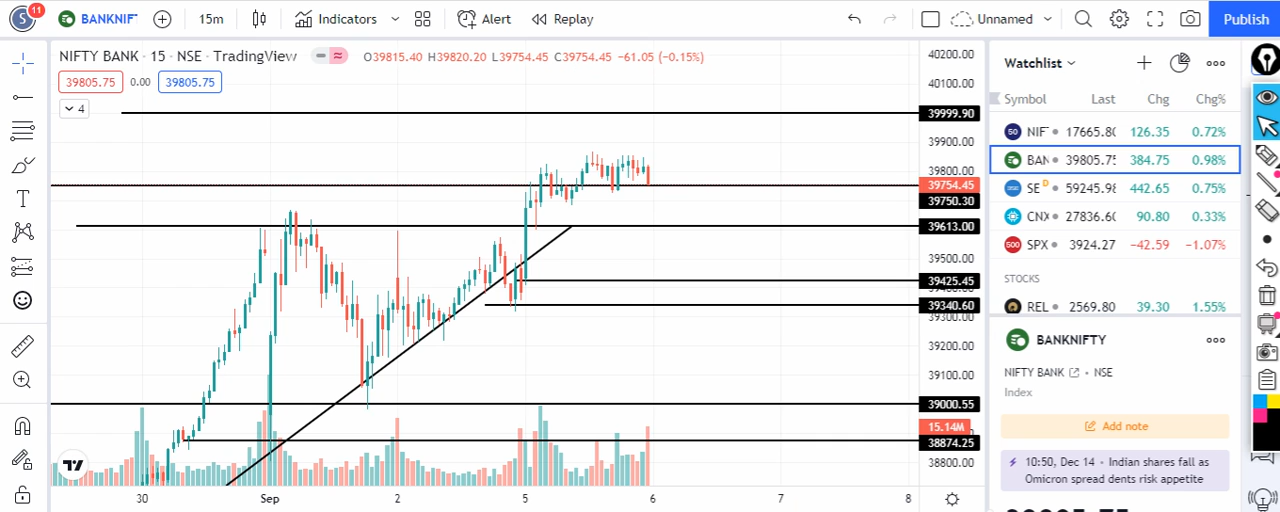 S 11 BANKNIF 15m Indicators Alert Replay Unnamed Publish
NIFTY BANK · 15 · NSE · TradingView O39815.40 H39820.20 L39754.45 C39754.45 −61.05 (−0.15%)
39805.75 0.00 39805.75
4
40200.00
40100.00
39999.90
39900.00
39800.00
39754.45
39750.30
39613.00
39500.00
39425.45
39400.00
39340.60
39300.00
39200.00
39100.00
39000.55
15.14M
38874.25
38800.00
30 Sep 2 5 6 7 8
Watchlist
Symbol Last Chg Chg%
50 NIF 17665.80 126.35 0.72%
BAN 39805.75 384.75 0.98%
SE D 59245.98 442.65 0.75%
CNX 27836.60 90.80 0.33%
500 SPX 3924.27 −42.59 −1.07%
STOCKS
REL 2569.80 39.30 1.55%
BANKNIFTY
NIFTY BANK • NSE
Index
Add note
10:50, Dec 14 • Indian shares fall as
Omicron spread dents risk appetite